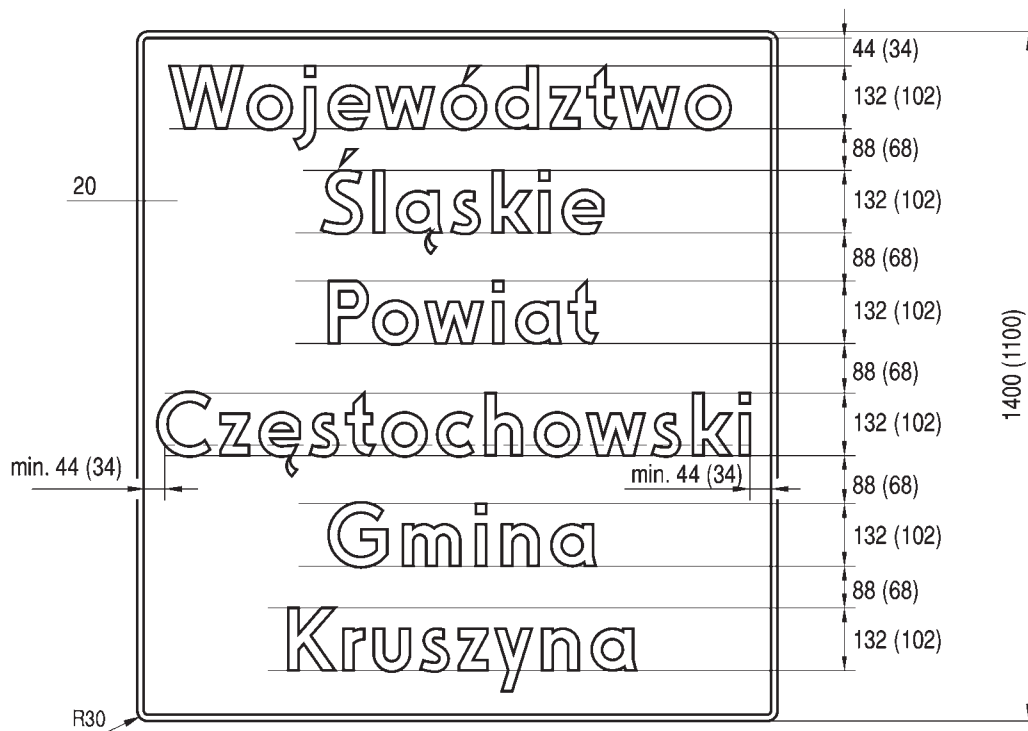 44 (34)
Województwo
132 (102)
88 (68)
20
Śląskie
132 (102)
88 (68)
Powiat
132 (102)
1400 (1100)
88 (68)
Częstochowski
132 (102)
min. 44 (34)
min. 44 (34)
88 (68)
Gmina
132 (102)
88 (68)
Kruszyna
132 (102)
R30